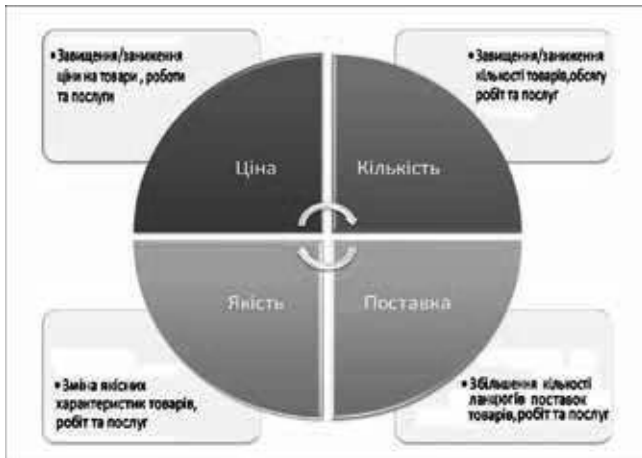 • Завищення/заниження
ціни на товари , роботи
та послуги
• Завищення/заниження
кількості товарів,обсягу
робіт та послуг
Ціна
Кількість
Якість
Поставка
• Зміна якісних
характеристик товарів,
робіт та послуг
• Збільшення кількості
ланцюгів поставок
товарів,робіт та послуг